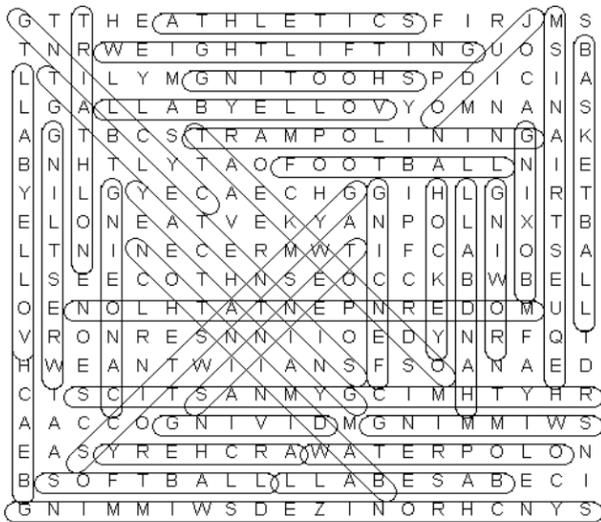 G T T H E A T H L E T I C S F I R J M S
T N R W E I G H T L I F T I N G U O S B
L T I L Y M G N I T O O H S P D I C I A
L G A L L A B Y E L L O V Y O M N A N S
A G T B C S T R A M P O L I N I N G A K
B N H T L Y T A O F O O T B A L L N I E
Y I L G Y E C A E C H G G I H L G I R T
E L O N E A T V E K Y A N P O L N X T B
L T N I N E C E R M W T I F C A I O S A
L S E E C O T H N S E O C C K B W B E L
O E N O L H T A T N E P N R E D O M U L
V R O N R E S N N I I O E D Y N R F Q T
H W E A N T W I I A N S F S O A N A E D
C T S C I T S A N M Y G C I M H T Y H R
A A C C O G N I V I D M G N I M M I W S
E A S Y R E H C R A W A T E R P O L O N
B S O F T B A L L L L A B E S A B E C I
G N I M M I W S D E Z I N O R H C N Y S